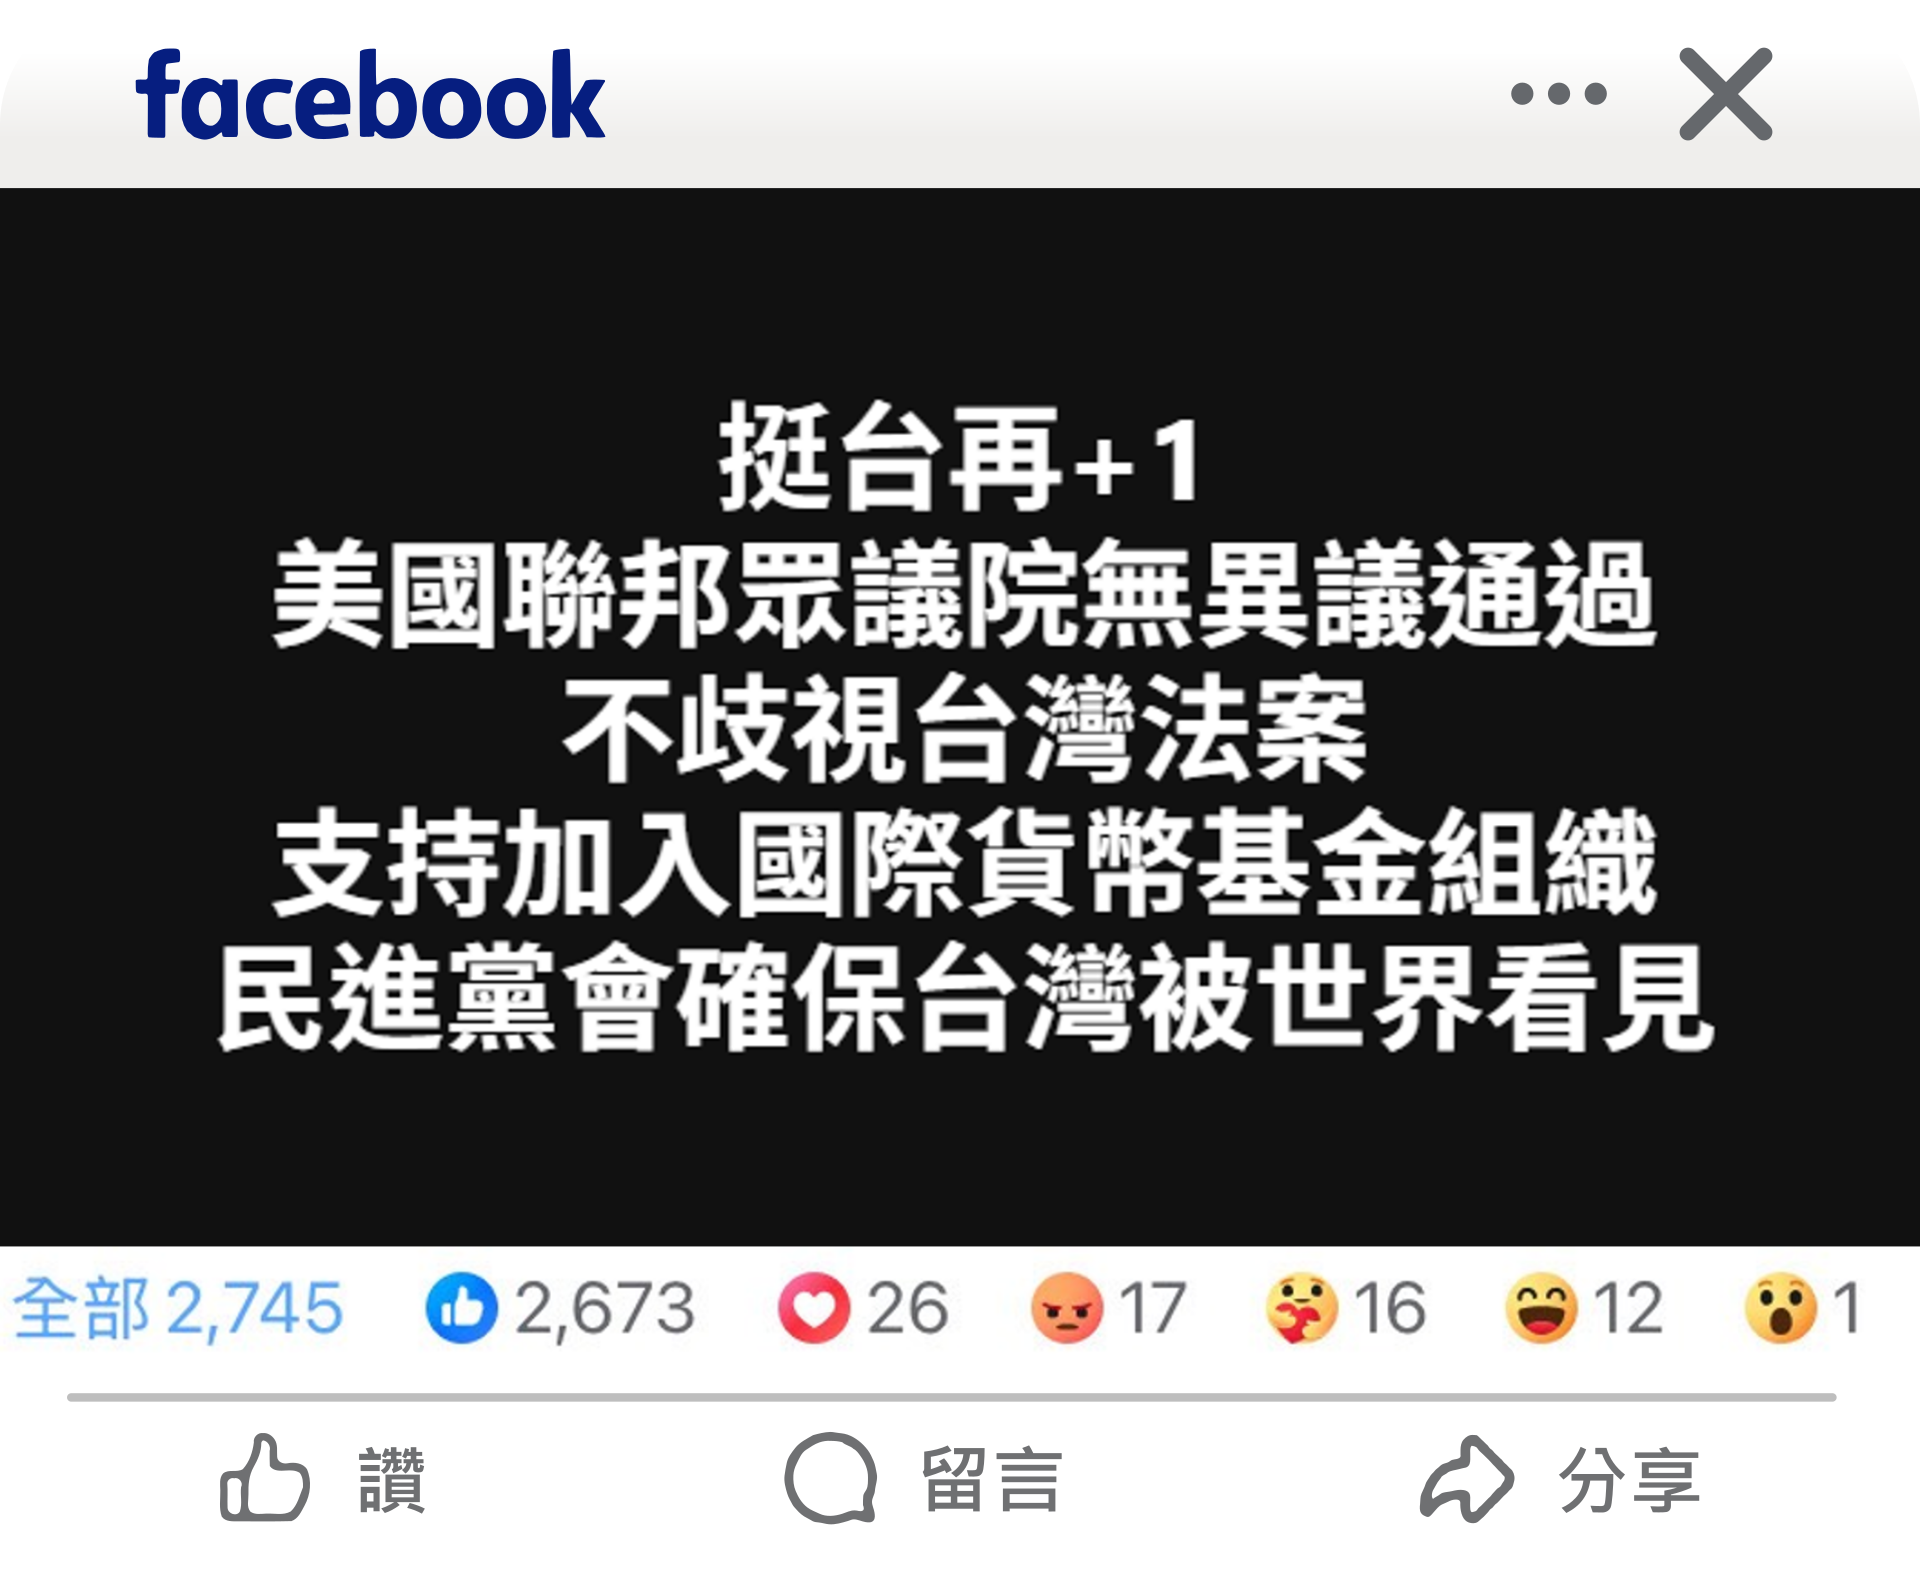 facebook
挺台再+1
美國聯邦眾議院無異議通過
不歧視台灣法案
支持加入國際貨幣基金組織
民進黨會確保台灣被世界看見
全部 2,745 2,673 26 17 16 12 1
讚 留言 分享